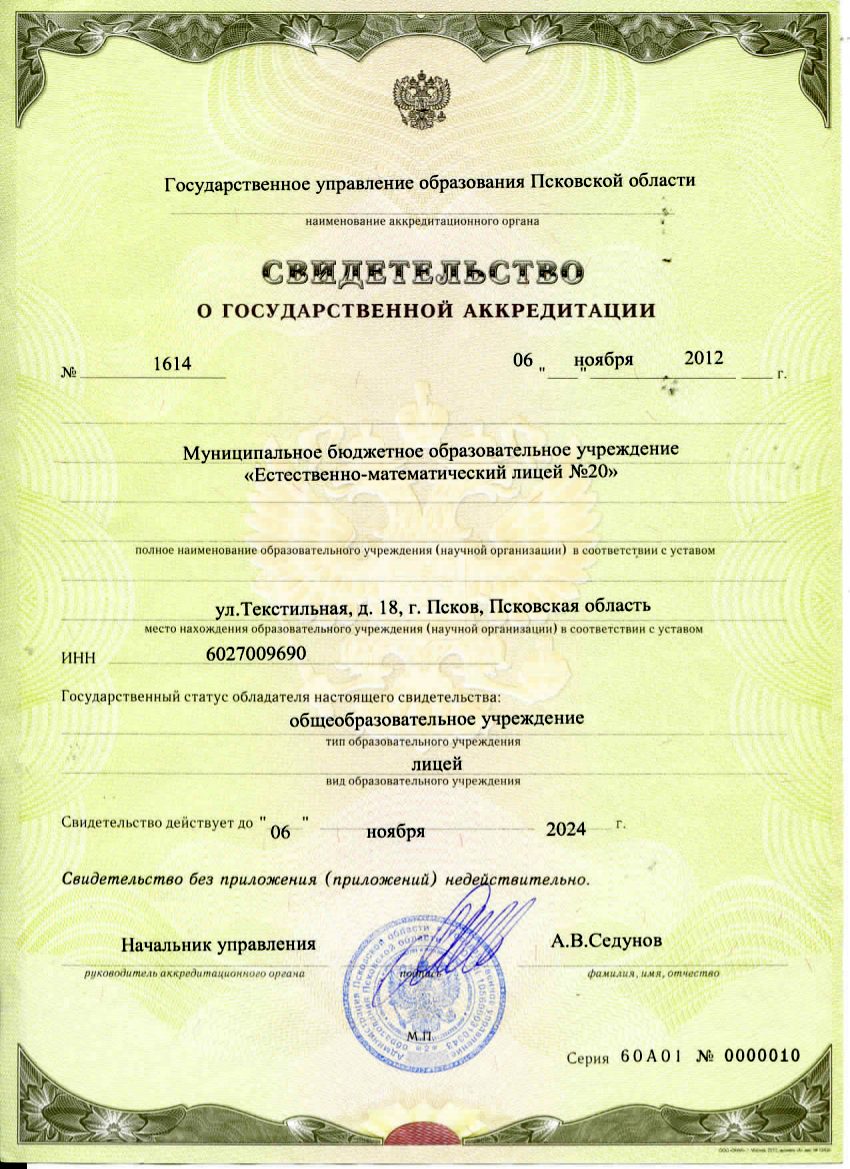 Государственное управление образования Псковской области
наименование аккредитационного органа
СВИДЕТЕЛЬСТВО
О ГОСУДАРСТВЕННОЙ АККРЕДИТАЦИИ
№ 1614 06 " " ноября 2012 г.
Муниципальное бюджетное образовательное учреждение
«Естественно-математический лицей №20»
полное наименование образовательного учреждения (научной организации) в соответствии с уставом
ул.Текстильная, д. 18, г. Псков, Псковская область
место нахождения образовательного учреждения (научной организации) в соответствии с уставом
ИНН 6027009690
Государственный статус обладателя настоящего свидетельства:
общеобразовательное учреждение
тип образовательного учреждения
лицей
вид образовательного учреждения
Свидетельство действует до "06" ноября 2024 г.
Свидетельство без приложения (приложений) недействительно.
Начальник управления А.В.Седунов
руководитель аккредитационного органа подпись фамилия, имя, отчество
М.П.
Серия 60А01 № 0000010